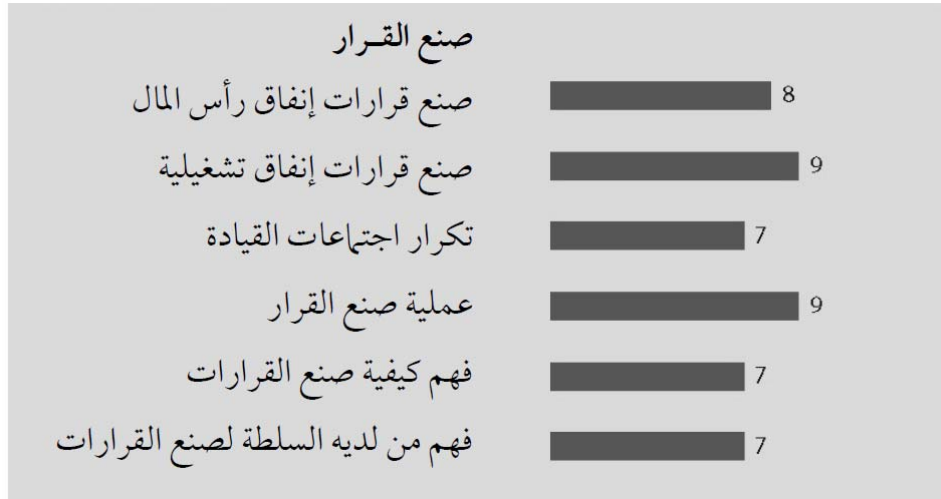 صنع القـرار
صنع قرارات إنفاق رأس المال 8
صنع قرارات إنفاق تشغيلية 9
تكرار اجتماعات القيادة 7
عملية صنع القرار 9
فهم كيفية صنع القرارات 7
فهم من لديه السلطة لصنع القرارات 7